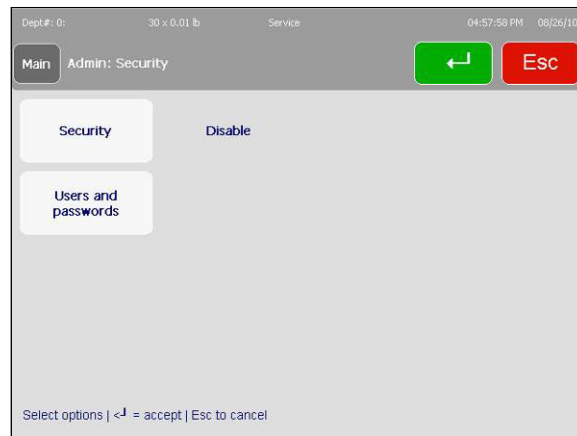 Dept#: 0: 30 x 0.01 lb Service 04:57:58 PM 08/26/10
Main Admin: Security Esc
Security Disable
Users and
passwords
Select options | <┘ = accept | Esc to cancel